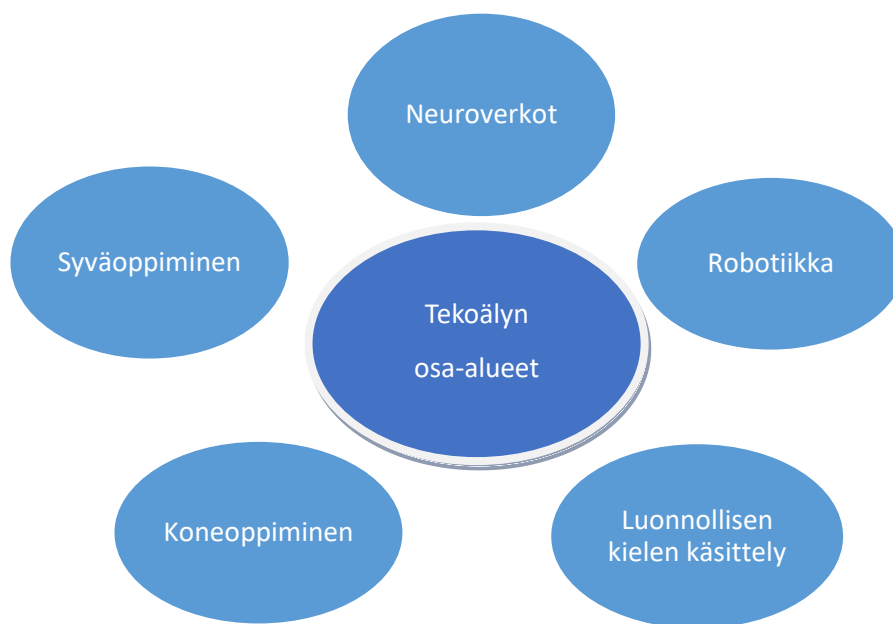 Neuroverkot
Syväoppiminen
Robotiikka
Tekoälyn
osa-alueet
Koneoppiminen
Luonnollisen
kielen käsittely